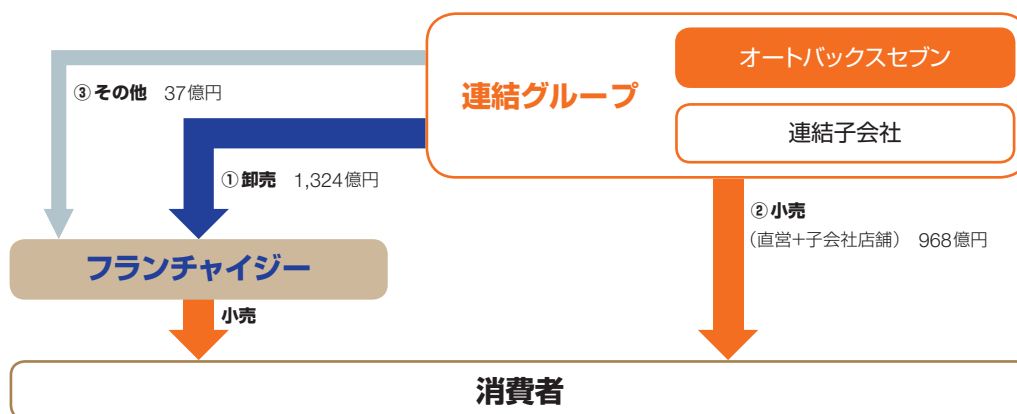 オートバックスセブン
連結グループ
連結子会社
③その他 37億円
①卸売 1,324億円
②小売
(直営+子会社店舗) 968億円
フランチャイジー
小売
消費者